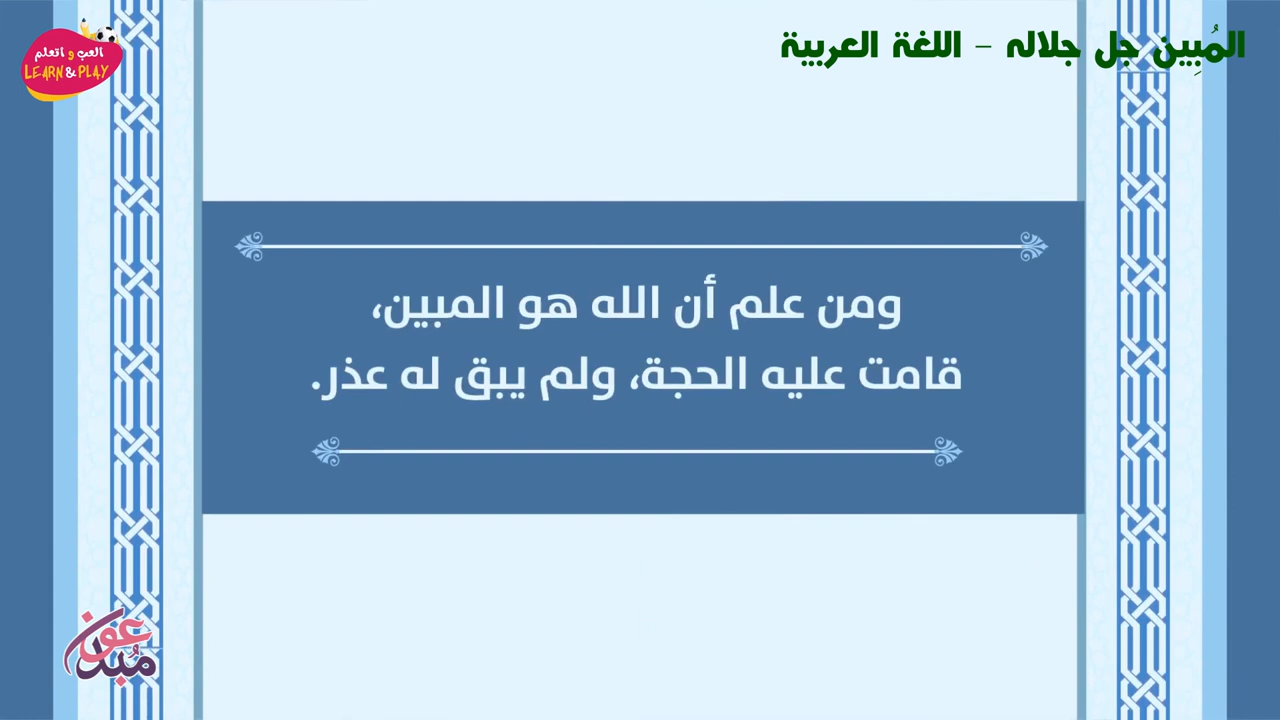 العب و اتعلم
LEARN & PLAY
المُبِين جل جلاله - اللغة العربية
ومن علم أن الله هو المبين،
قامت عليه الحجة، ولم يبق له عذر.
مُبدعون